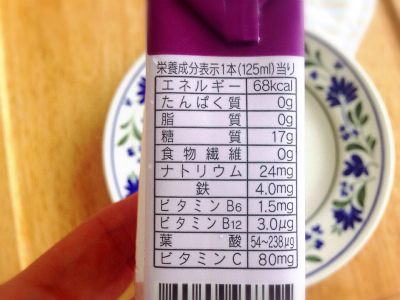 栄養成分表示1本(125ml)当り
エネルギー 68kcal
たんぱく質 0g
脂質 0g
糖質 17g
食物繊維 0g
ナトリウム 24mg
鉄 4.0mg
ビタミンB6 1.5mg
ビタミンB12 3.0μg
葉酸 54~238μg
ビタミンC 80mg